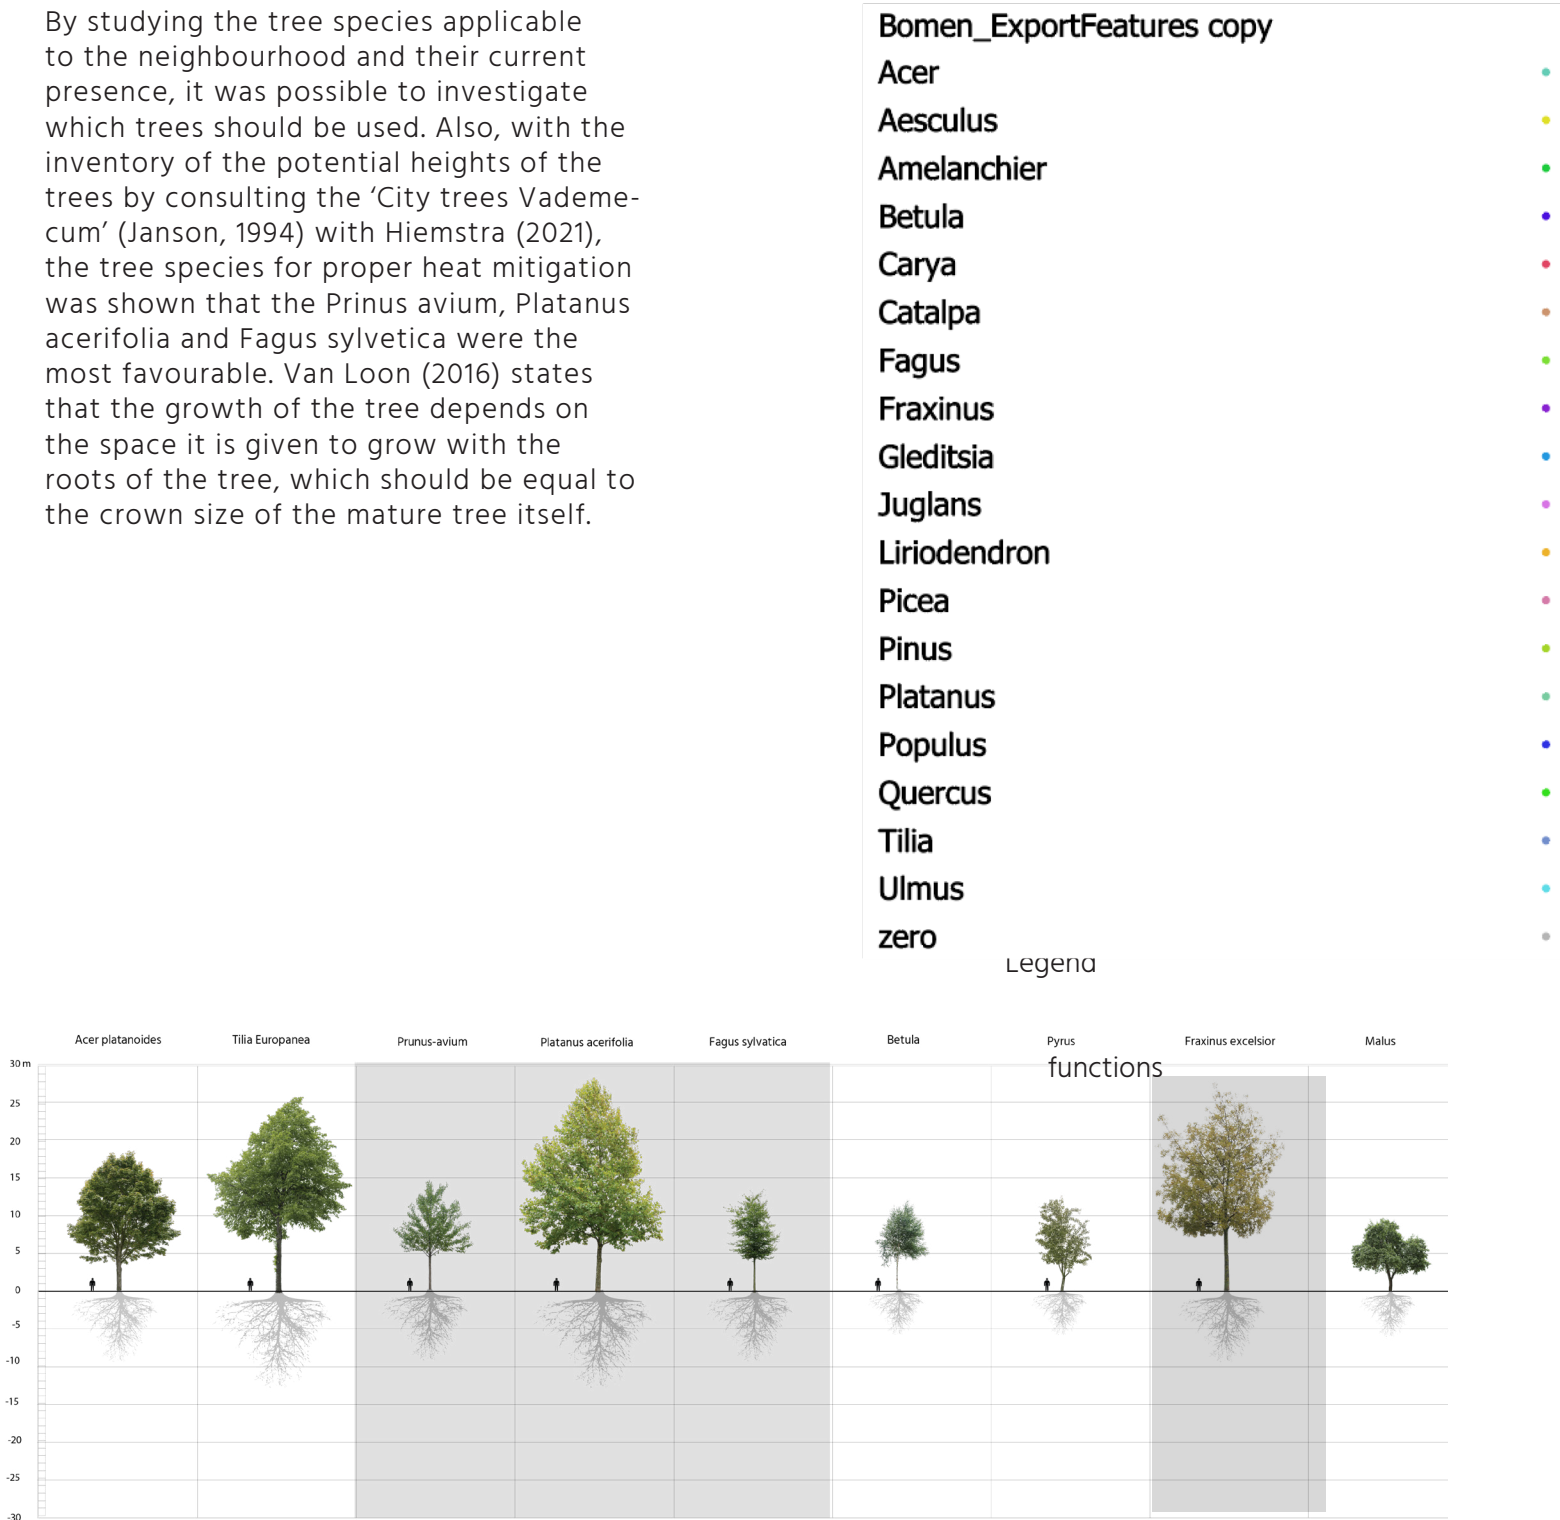 By studying the tree species applicable
to the neighbourhood and their current
presence, it was possible to investigate
which trees should be used. Also, with the
inventory of the potential heights of the
trees by consulting the ‘City trees Vademe-
cum’ (Janson, 1994) with Hiemstra (2021),
the tree species for proper heat mitigation
was shown that the Prinus avium, Platanus
acerifolia and Fagus sylvetica were the
most favourable. Van Loon (2016) states
that the growth of the tree depends on
the space it is given to grow with the
roots of the tree, which should be equal to
the crown size of the mature tree itself.
Bomen_ExportFeatures copy
Acer
Aesculus
Amelanchier
Betula
Carya
Catalpa
Fagus
Fraxinus
Gleditsia
Juglans
Liriodendron
Picea
Pinus
Platanus
Populus
Quercus
Tilia
Ulmus
zero
Legend
Acer platanoides Tilia Europanea Prunus-avium Platanus acerifolia Fagus sylvatica Betula Pyrus Fraxinus excelsior Malus
functions
30 m
25
20
15
10
5
0
-5
-10
-15
-20
-25
-30